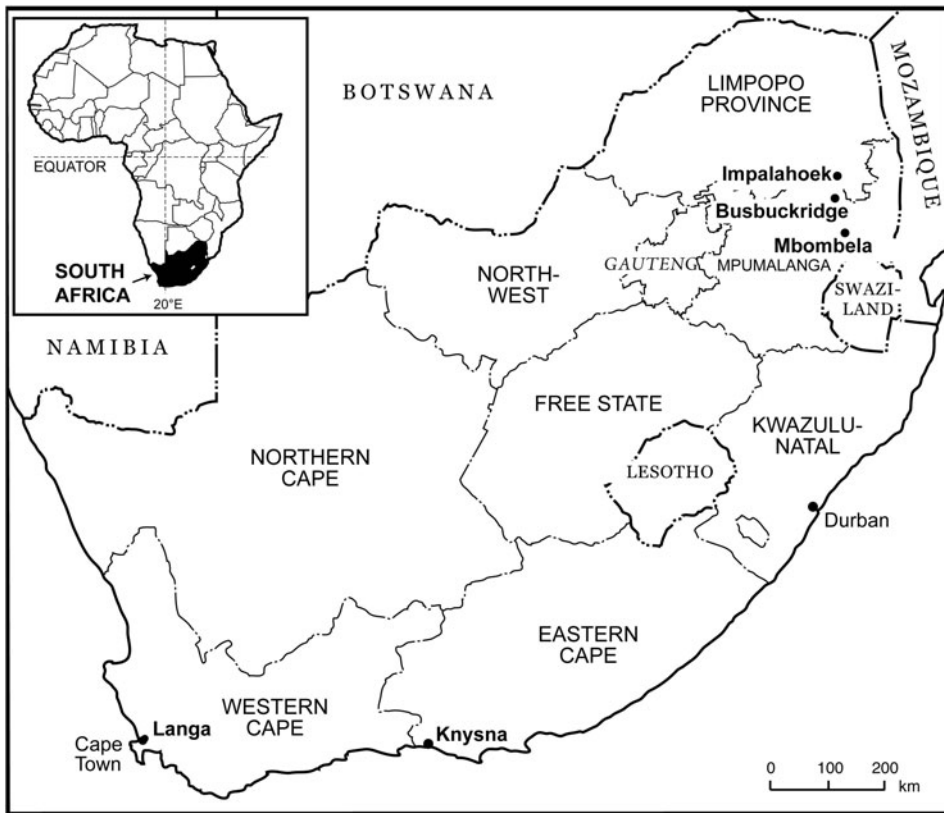 EQUATOR
SOUTH
AFRICA
20°E
BOTSWANA
MOZAMBIQUE
LIMPOPO
PROVINCE
Impalahoek
Busbuckridge
Mbombela
MPUMALANGA
GAUTENG
NORTH-
WEST
SWAZI-
LAND
NAMIBIA
FREE STATE
KWAZULU-
NATAL
NORTHERN
CAPE
LESOTHO
Durban
EASTERN
CAPE
WESTERN
CAPE
Langa
Cape
Town
Knysna
0 100 200
km